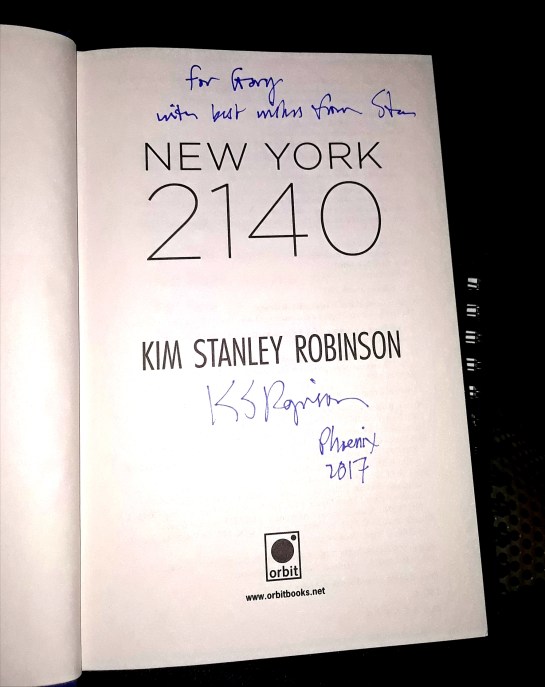 for Gary
with best wishes from Stan
NEW YORK
2140
KIM STANLEY ROBINSON
KS Robinson
Phoenix
2017
orbit
www.orbitbooks.net